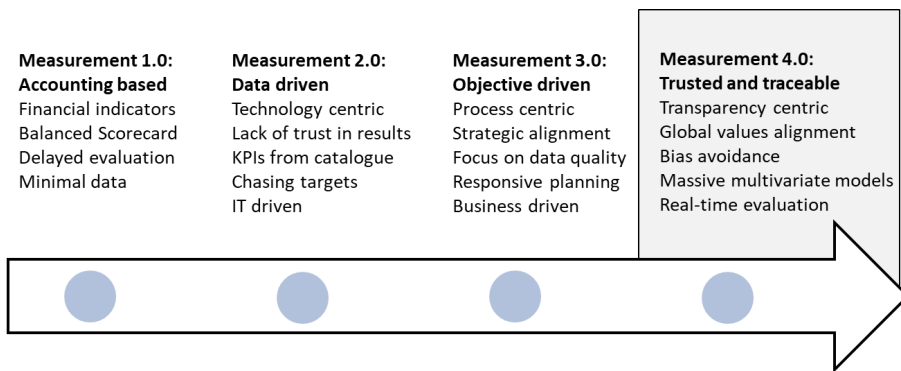 Measurement 1.0:
Accounting based
Financial indicators
Balanced Scorecard
Delayed evaluation
Minimal data
Measurement 2.0:
Data driven
Technology centric
Lack of trust in results
KPIs from catalogue
Chasing targets
IT driven
Measurement 3.0:
Objective driven
Process centric
Strategic alignment
Focus on data quality
Responsive planning
Business driven
Measurement 4.0:
Trusted and traceable
Transparency centric
Global values alignment
Bias avoidance
Massive multivariate models
Real-time evaluation